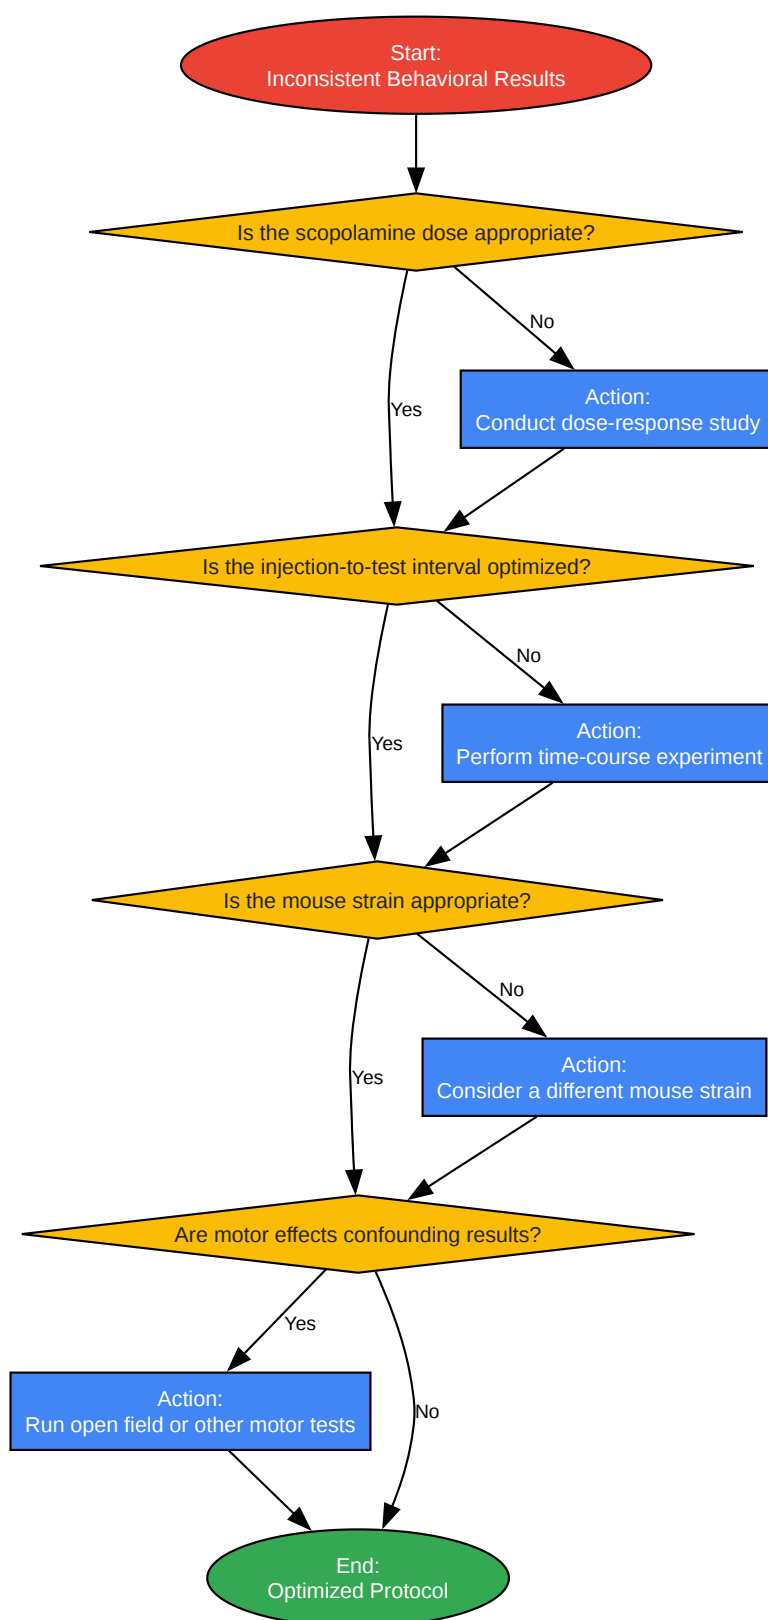 Start:
Inconsistent Behavioral Results
Is the scopolamine dose appropriate?
No
Action:
Conduct dose-response study
Yes
Is the injection-to-test interval optimized?
No
Action:
Perform time-course experiment
Yes
Is the mouse strain appropriate?
No
Action:
Consider a different mouse strain
Yes
Are motor effects confounding results?
Yes
Action:
Run open field or other motor tests
No
End:
Optimized Protocol